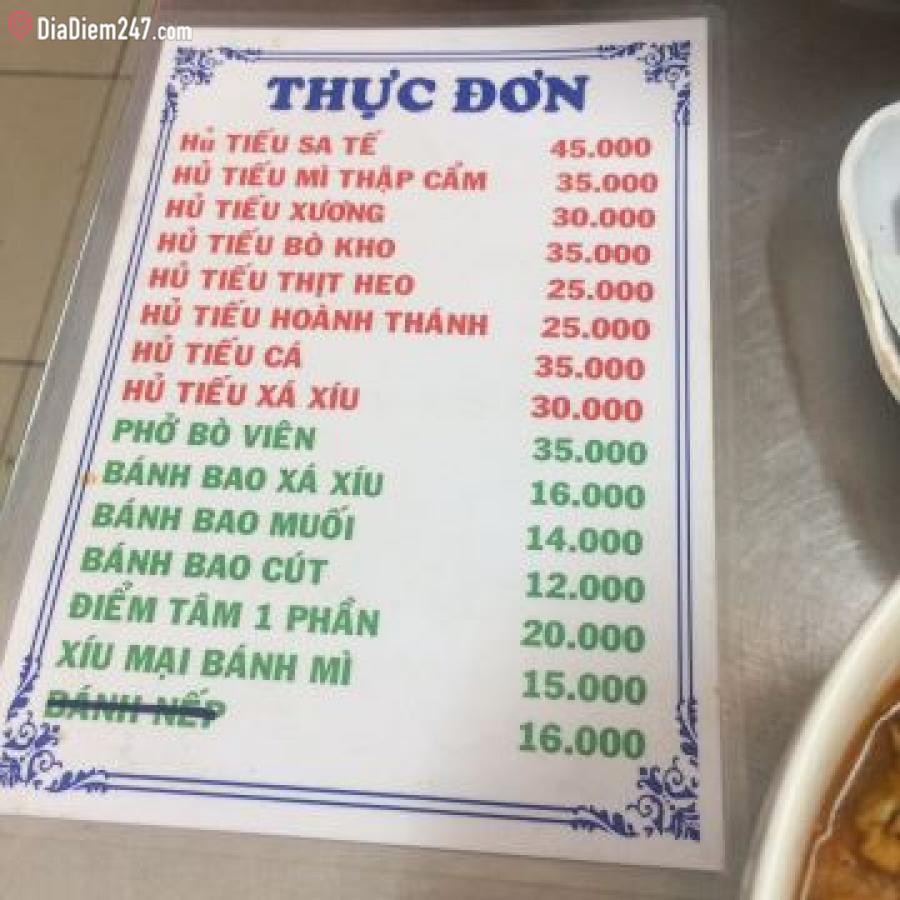 DiaDiem247.com
THỰC ĐƠN
Hủ TIẾU SA TẾ 45.000
HỦ TIẾU MÌ THẬP CẨM 35.000
HỦ TIẾU XƯƠNG 30.000
HỦ TIẾU BÒ KHO 35.000
HỦ TIẾU THỊT HEO 25.000
HỦ TIẾU HOÀNH THÁNH 25.000
HỦ TIẾU CÁ 35.000
HỦ TIẾU XÁ XÍU 30.000
PHỞ BÒ VIÊN 35.000
BÁNH BAO XÁ XÍU 16.000
BÁNH BAO MUỐI 14.000
BÁNH BAO CÚT 12.000
ĐIỂM TÂM 1 PHẦN 20.000
XÍU MẠI BÁNH MÌ 15.000
BÁNH NẾP 16.000